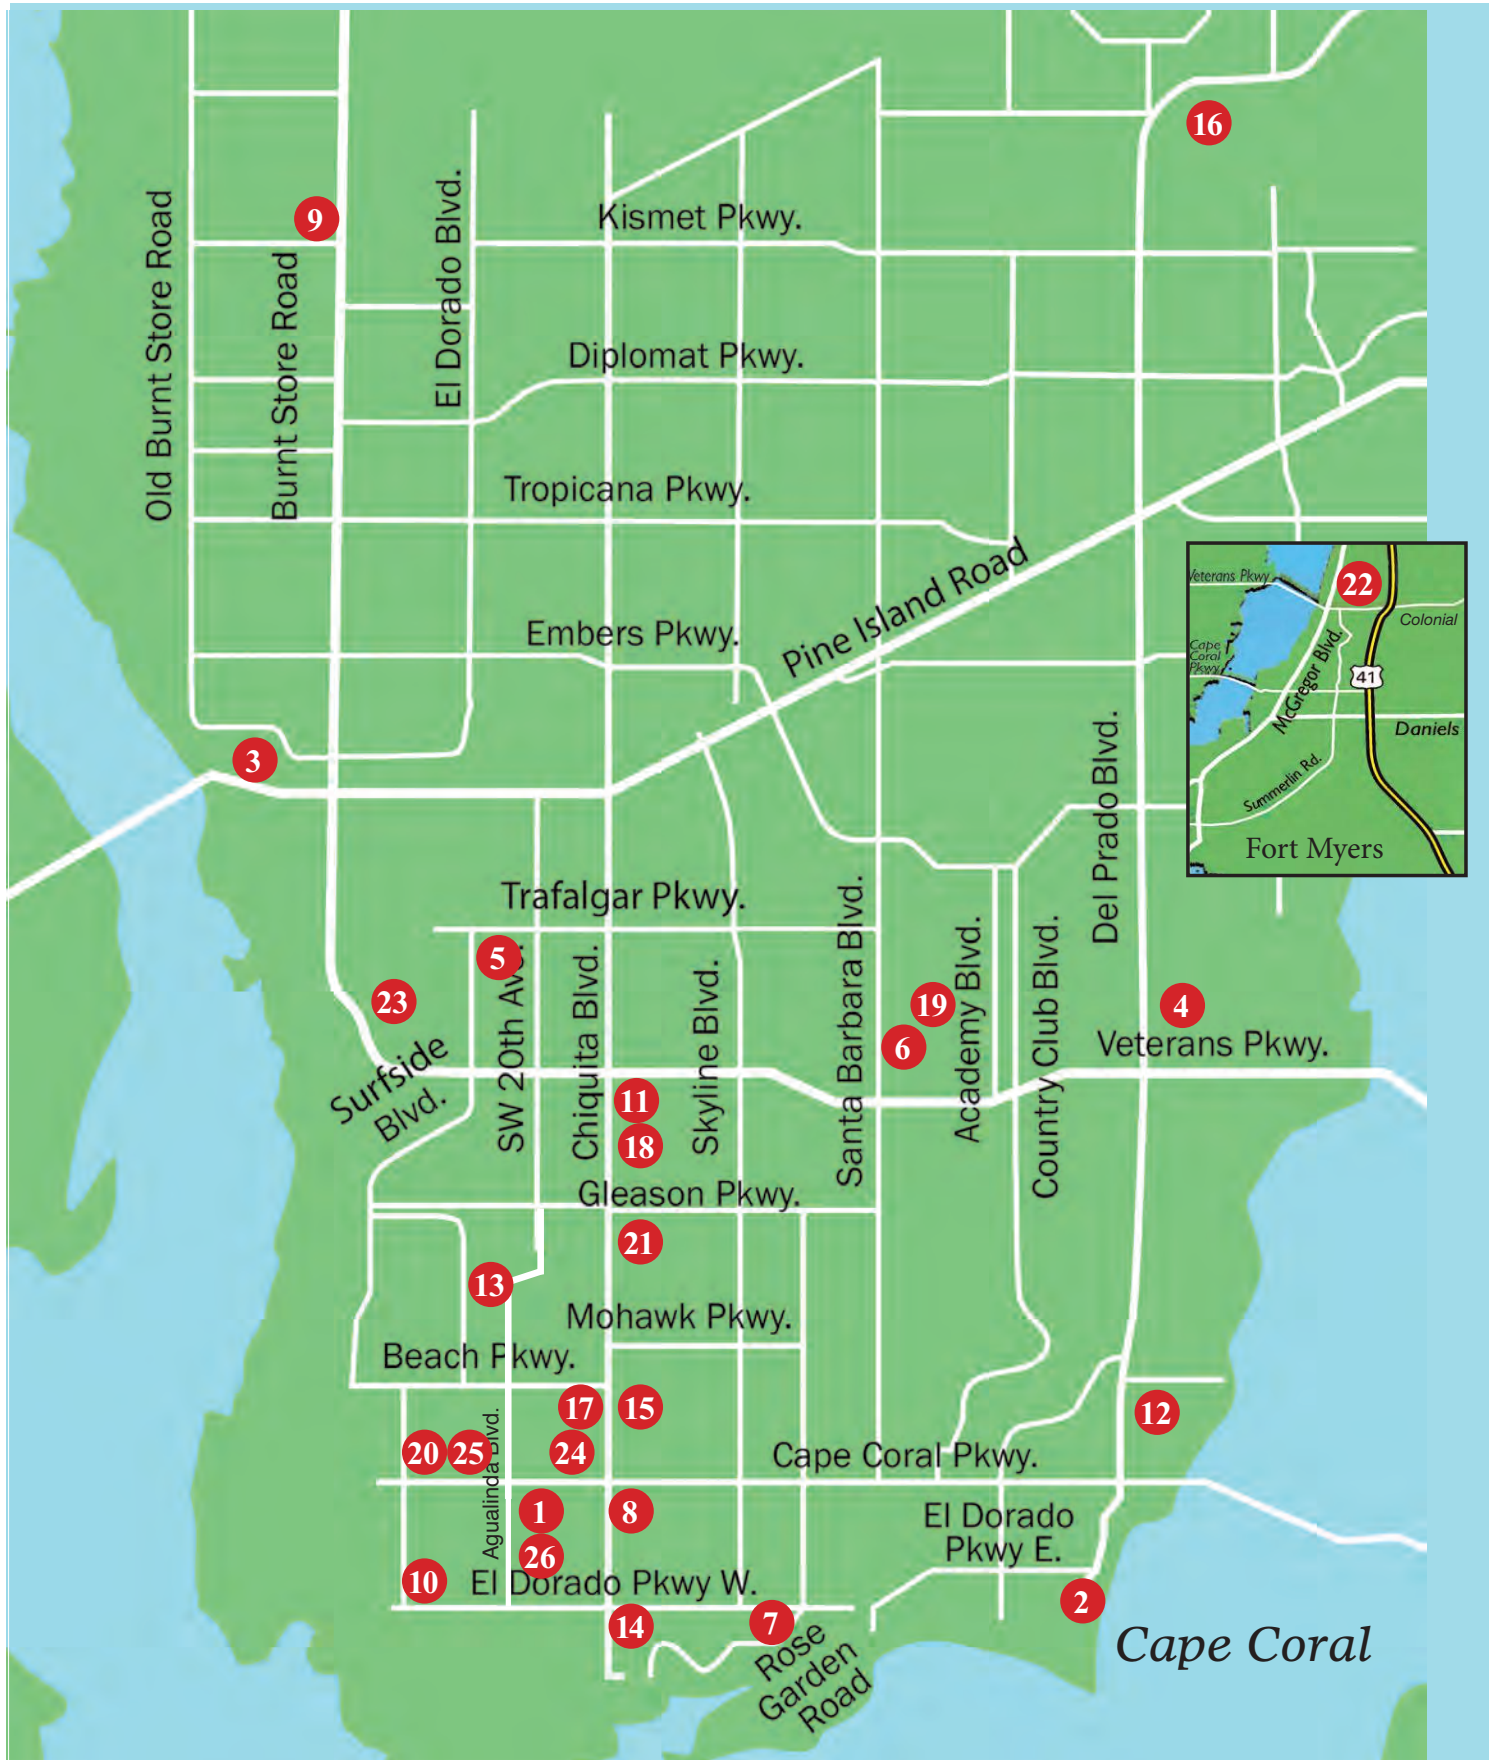 16
Kismet Pkwy.
9
Old Burnt Store Road
Burnt Store Road
El Dorado Blvd.
Diplomat Pkwy.
Tropicana Pkwy.
Pine Island Road
Embers Pkwy.
22
Veterans Pkwy
Colonial
Cape
Coral
Pkwy
McGregor Blvd.
41
Daniels
Summerlin Rd.
Fort Myers
3
Del Prado Blvd.
Trafalgar Pkwy.
5
SW 20th Ave.
Chiquita Blvd.
Skyline Blvd.
Santa Barbara Blvd.
Academy Blvd.
Country Club Blvd.
23
19
4
6
Veterans Pkwy.
Surfside
Blvd.
11
18
Gleason Pkwy.
21
13
Mohawk Pkwy.
Beach Pkwy.
17
15
12
20
25
24
Agualinda Blvd.
Cape Coral Pkwy.
1
8
El Dorado
Pkwy E.
26
10
El Dorado Pkwy W.
2
14
7
Rose
Garden
Road
Cape Coral